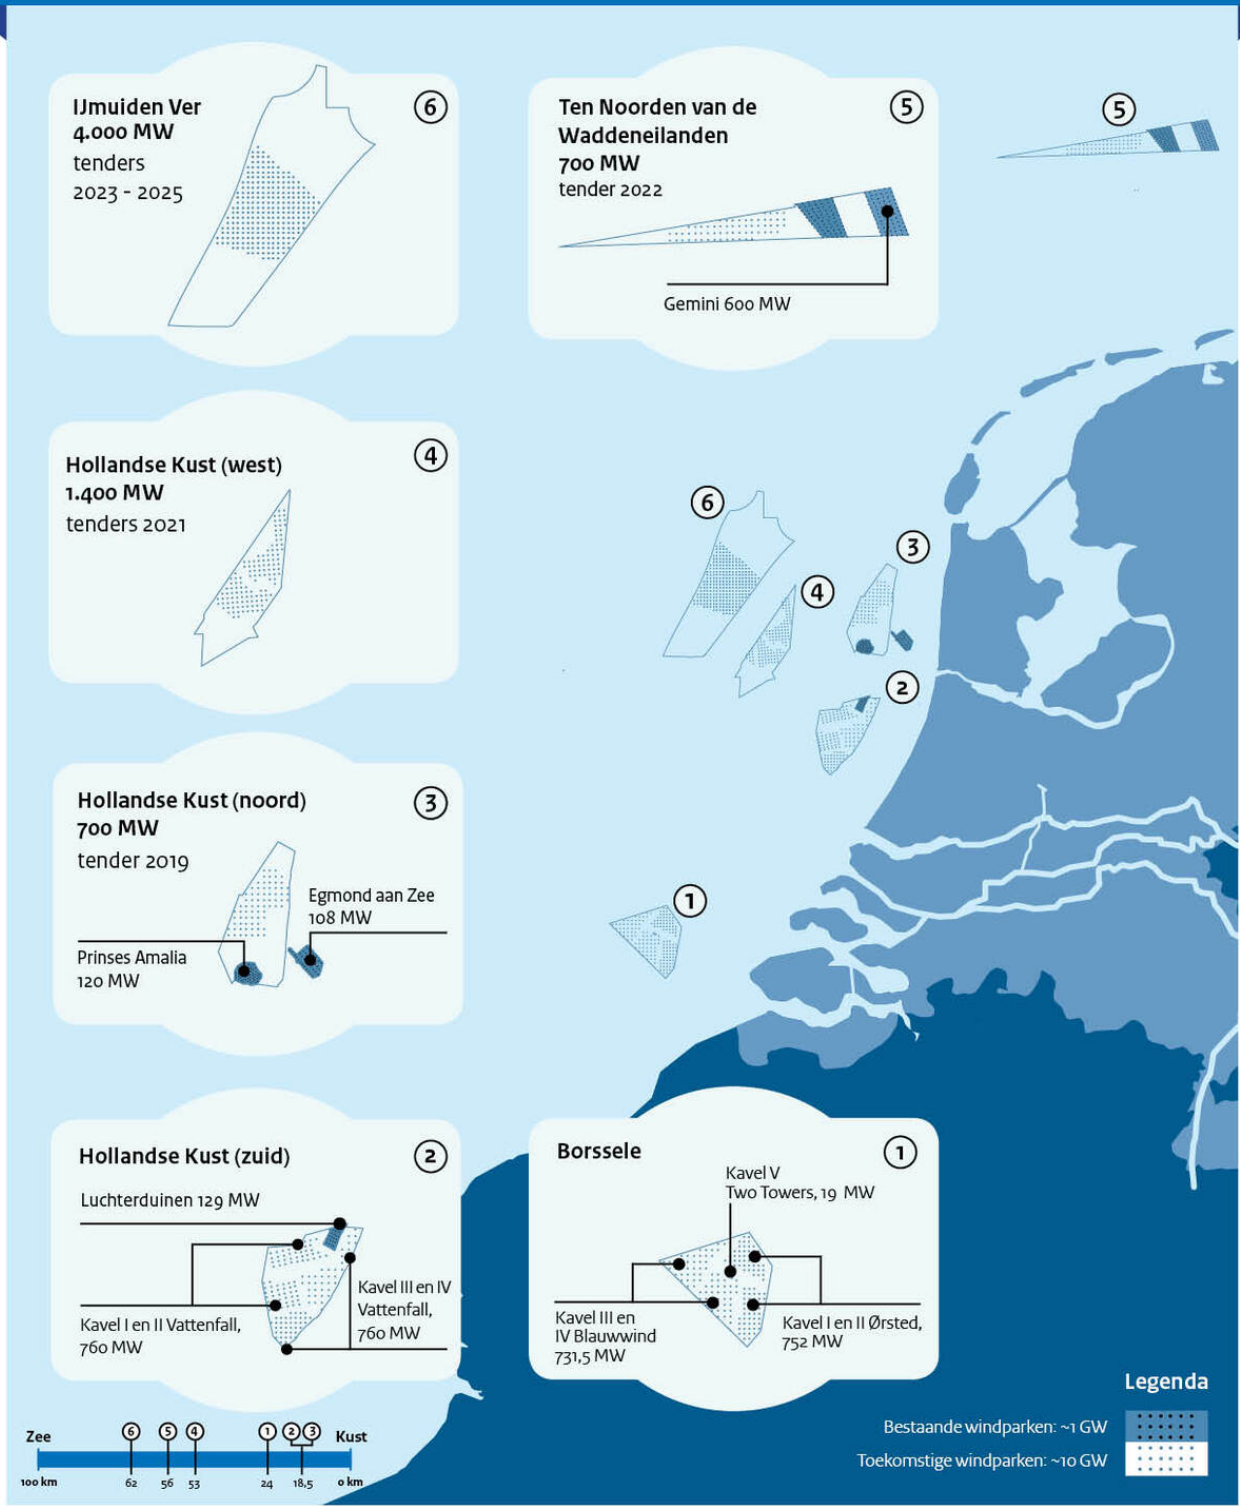 IJmuiden Ver
4.000 MW
tenders
2023 - 2025
6
Ten Noorden van de
Waddeneilanden
700 MW
tender 2022
5
Gemini 600 MW
5
Hollandse Kust (west)
1.400 MW
tenders 2021
4
6
3
4
2
1
Hollandse Kust (noord)
700 MW
tender 2019
3
Egmond aan Zee
108 MW
Prinses Amalia
120 MW
Hollandse Kust (zuid)
2
Luchterduinen 129 MW
Kavel III en IV
Vattenfall,
760 MW
Kavel I en II Vattenfall,
760 MW
Borssele
1
Kavel V
Two Towers, 19 MW
Kavel III en
IV Blauwwind
731,5 MW
Kavel I en II Ørsted,
752 MW
Legenda
Bestaande windparken: ~1 GW
Toekomstige windparken: ~10 GW
Zee
6
5
4
1
2
3
Kust
100 km
62
56
53
24
18,5
0 km